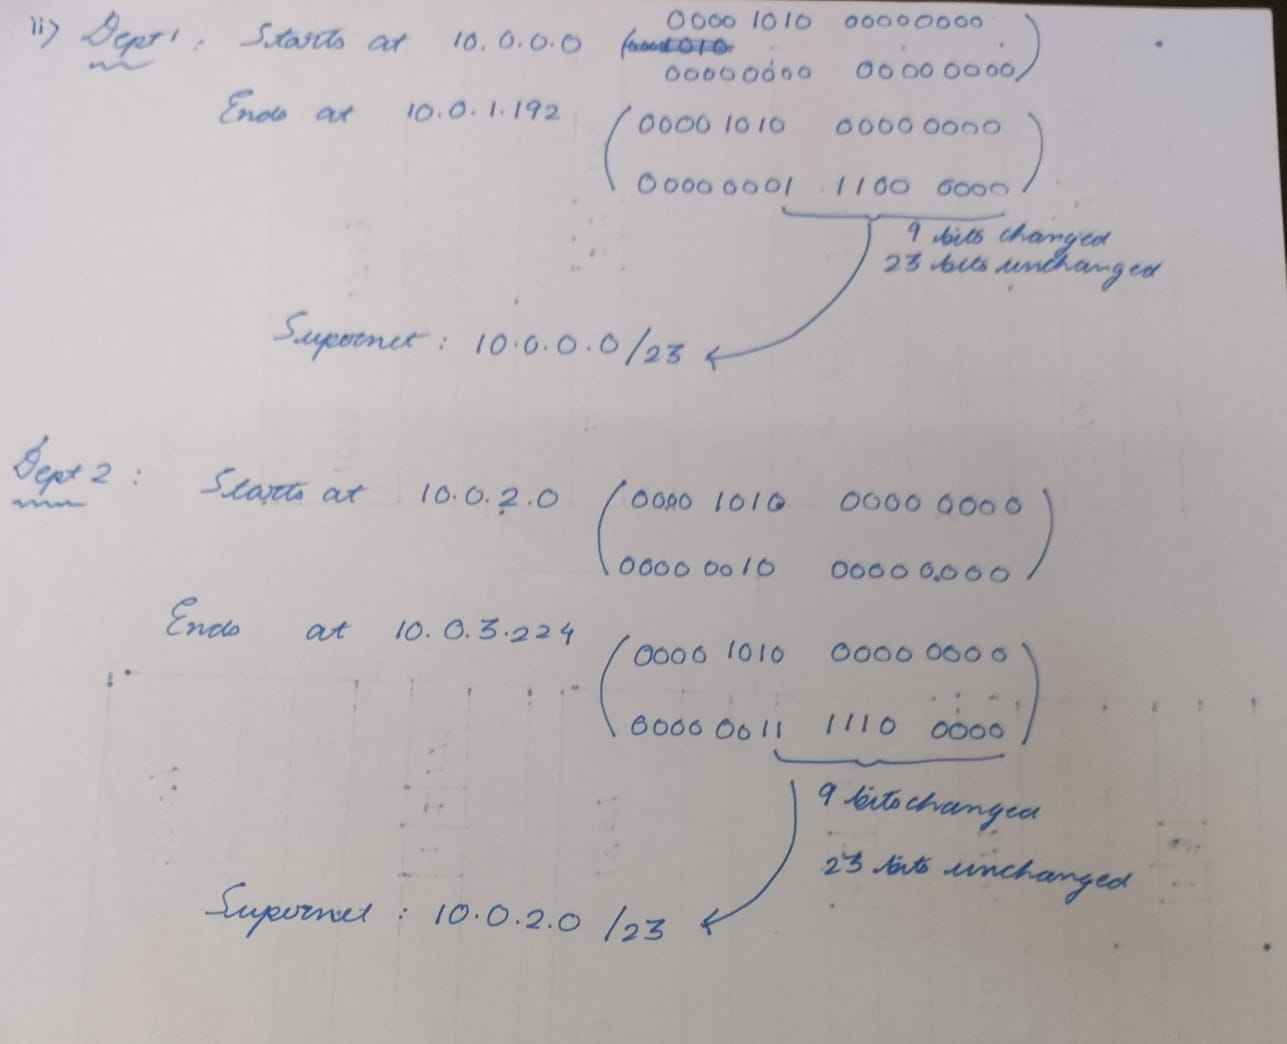 ii) Dept 1 : Starts at 10.0.0.0 (0000 1010 00000000
00000000 0000 0000)
Ends at 10.0.1.192 (0000 1010 0000 0000
0000 0001 1100 0000)
9 bits changed
23 bits unchanged
Supernet : 10.0.0.0/23
Dept 2 : Starts at 10.0.2.0 (0000 1010 0000 0000
0000 0010 0000 0000)
Ends at 10.0.3.224 (0000 1010 0000 0000
0000 0011 1110 0000)
9 bits changed
23 bits unchanged
Supernet : 10.0.2.0 /23